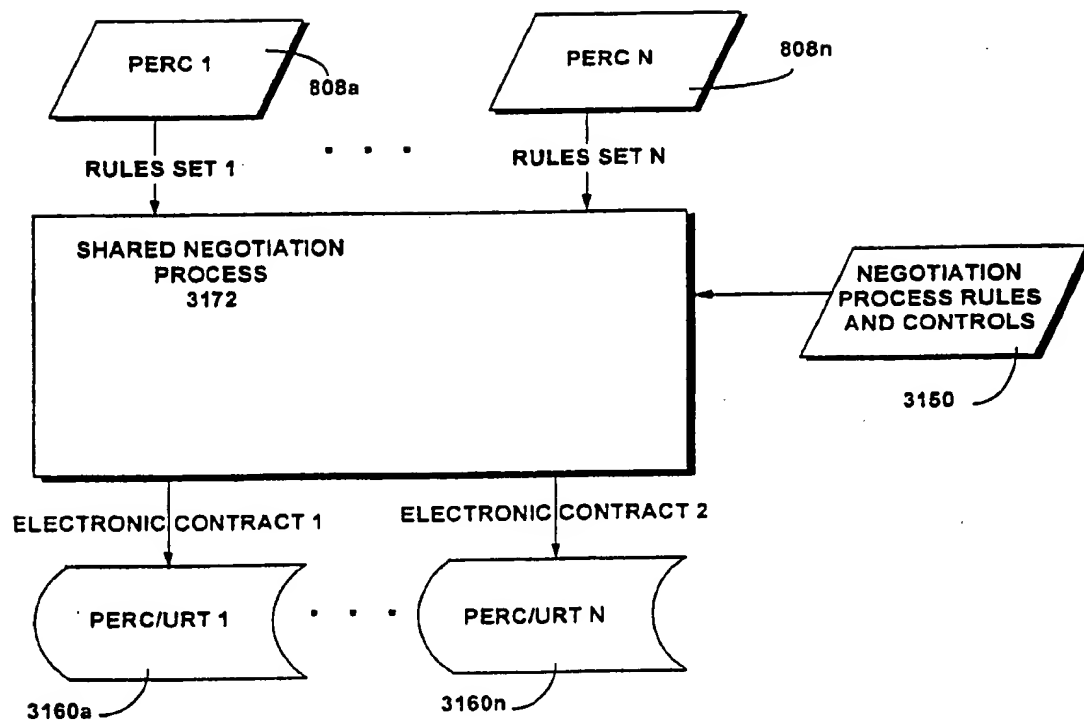 PERC 1
808a
PERC N
808n
RULES SET 1
RULES SET N
SHARED NEGOTIATION
PROCESS
3172
NEGOTIATION
PROCESS RULES
AND CONTROLS
3150
ELECTRONIC CONTRACT 1
ELECTRONIC CONTRACT 2
PERC/URT 1
PERC/URT N
3160a
3160n